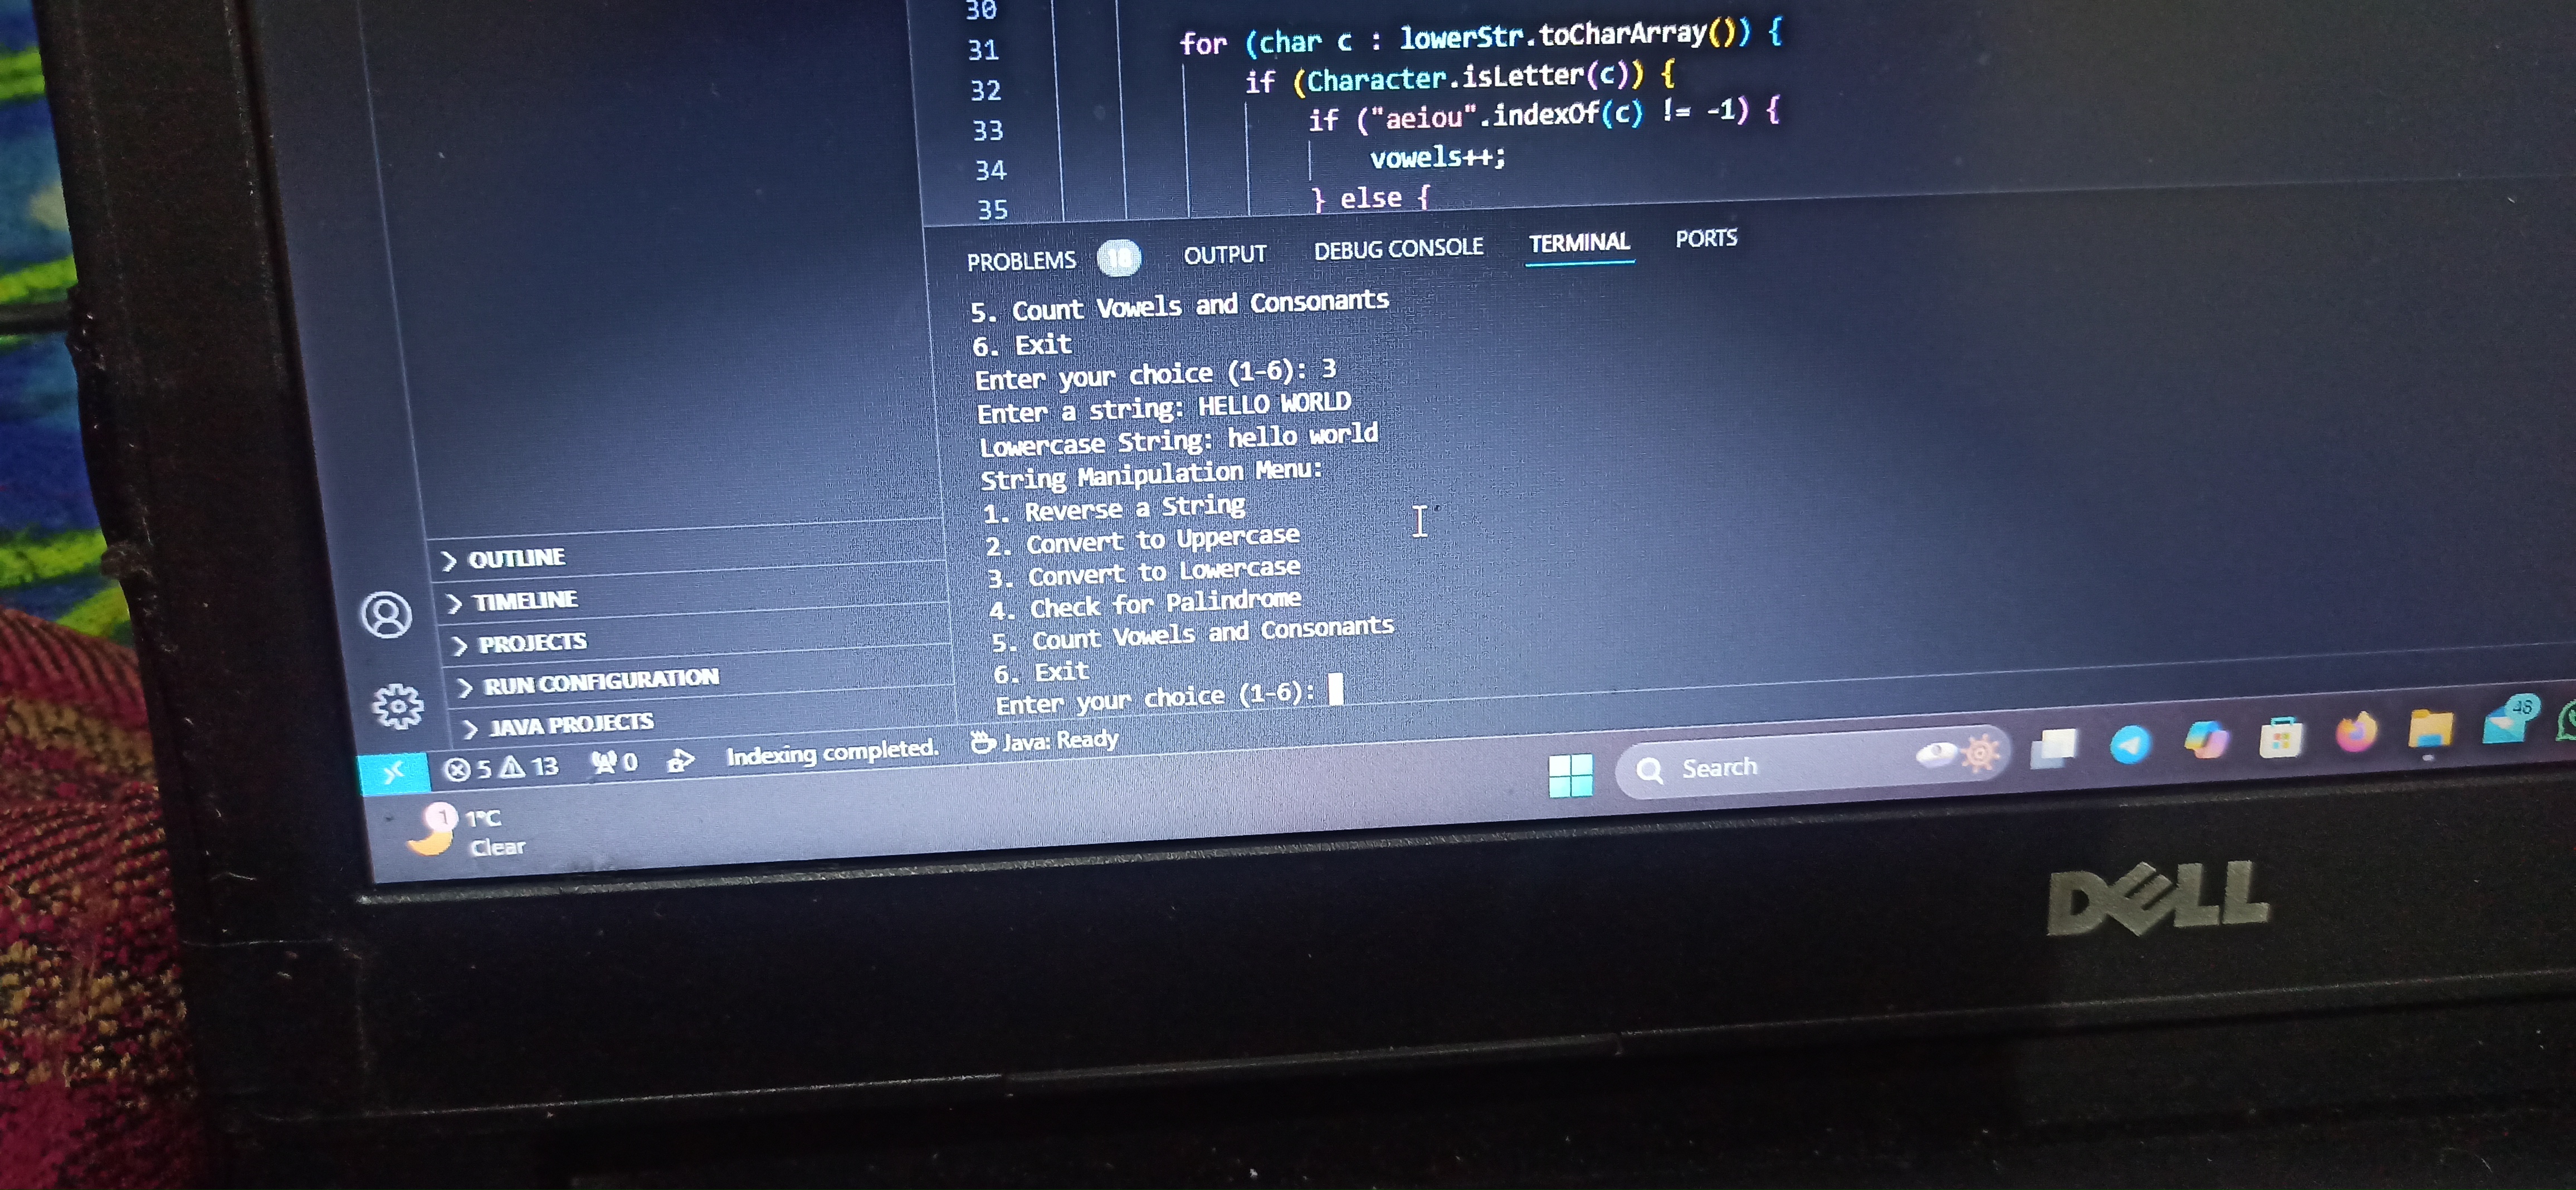 30
31 for (char c : lowerStr.toCharArray()) {
32 if (Character.isLetter(c)) {
33 if ("aeiou".indexOf(c) != -1) {
34 vowels++;
35 } else {
PROBLEMS 18 OUTPUT DEBUG CONSOLE TERMINAL PORTS
5. Count Vowels and Consonants
6. Exit
Enter your choice (1-6): 3
Enter a string: HELLO WORLD
Lowercase String: hello world
String Manipulation Menu:
1. Reverse a String
2. Convert to Uppercase
3. Convert to Lowercase
4. Check for Palindrome
5. Count Vowels and Consonants
6. Exit
Enter your choice (1-6):
OUTLINE
TIMELINE
PROJECTS
RUN CONFIGURATION
JAVA PROJECTS
5 13 0 Indexing completed. Java: Ready
1 1°C
Clear
Search
48
DELL